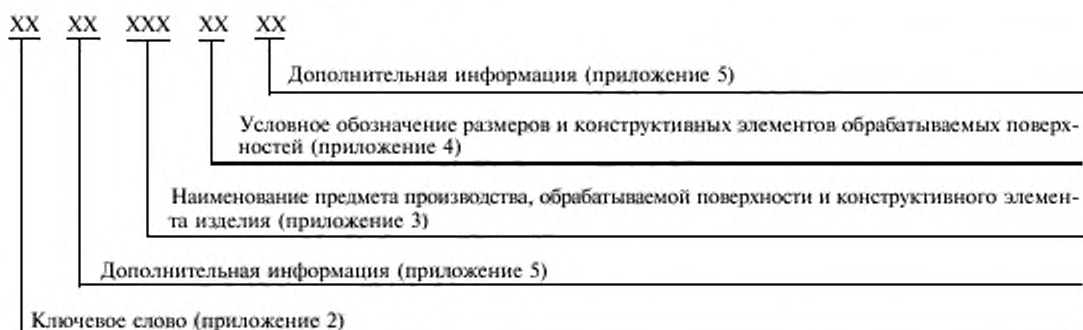 XX XX XXX XX XX
Дополнительная информация (приложение 5)
Условное обозначение размеров и конструктивных элементов обрабатываемых поверх-
ностей (приложение 4)
Наименование предмета производства, обрабатываемой поверхности и конструктивного элемен-
та изделия (приложение 3)
Дополнительная информация (приложение 5)
Ключевое слово (приложение 2)